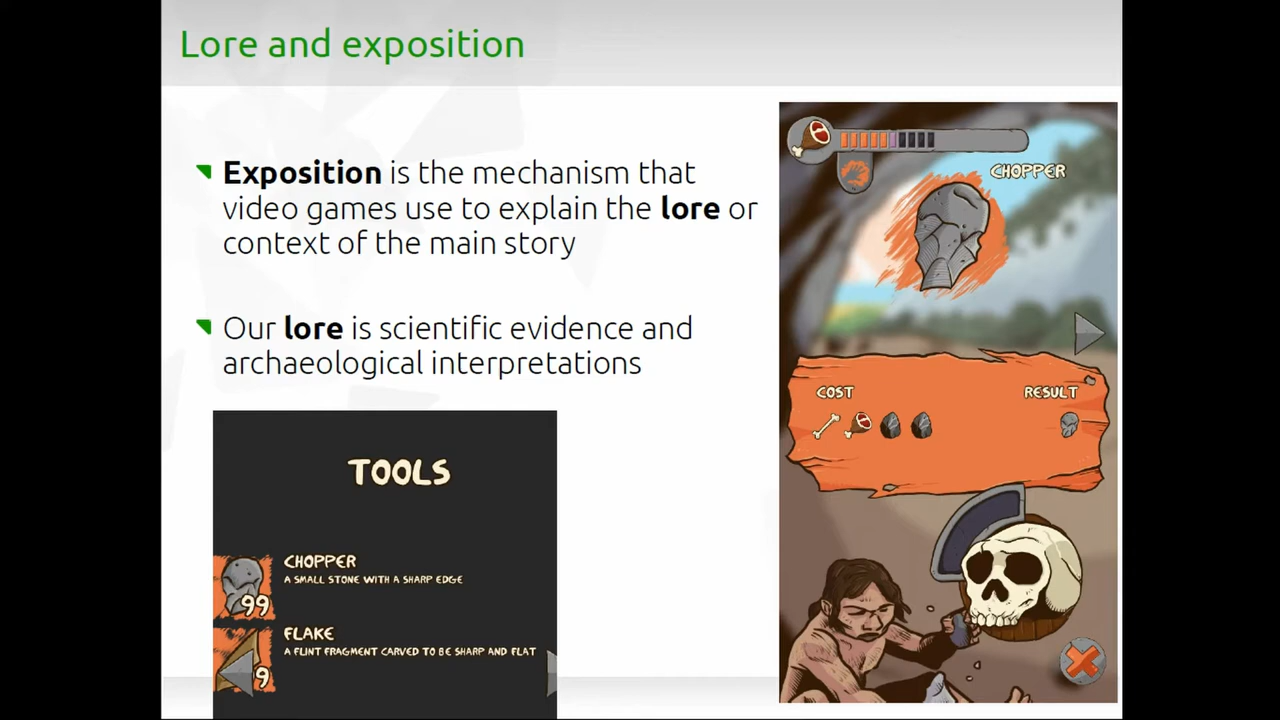 Lore and exposition
Exposition is the mechanism that
video games use to explain the lore or
context of the main story
Our lore is scientific evidence and
archaeological interpretations
TOOLS
CHOPPER
A SMALL STONE WITH A SHARP EDGE
99
FLAKE
A FLINT FRAGMENT CARVED TO BE SHARP AND FLAT
9
CHOPPER
COST
RESULT